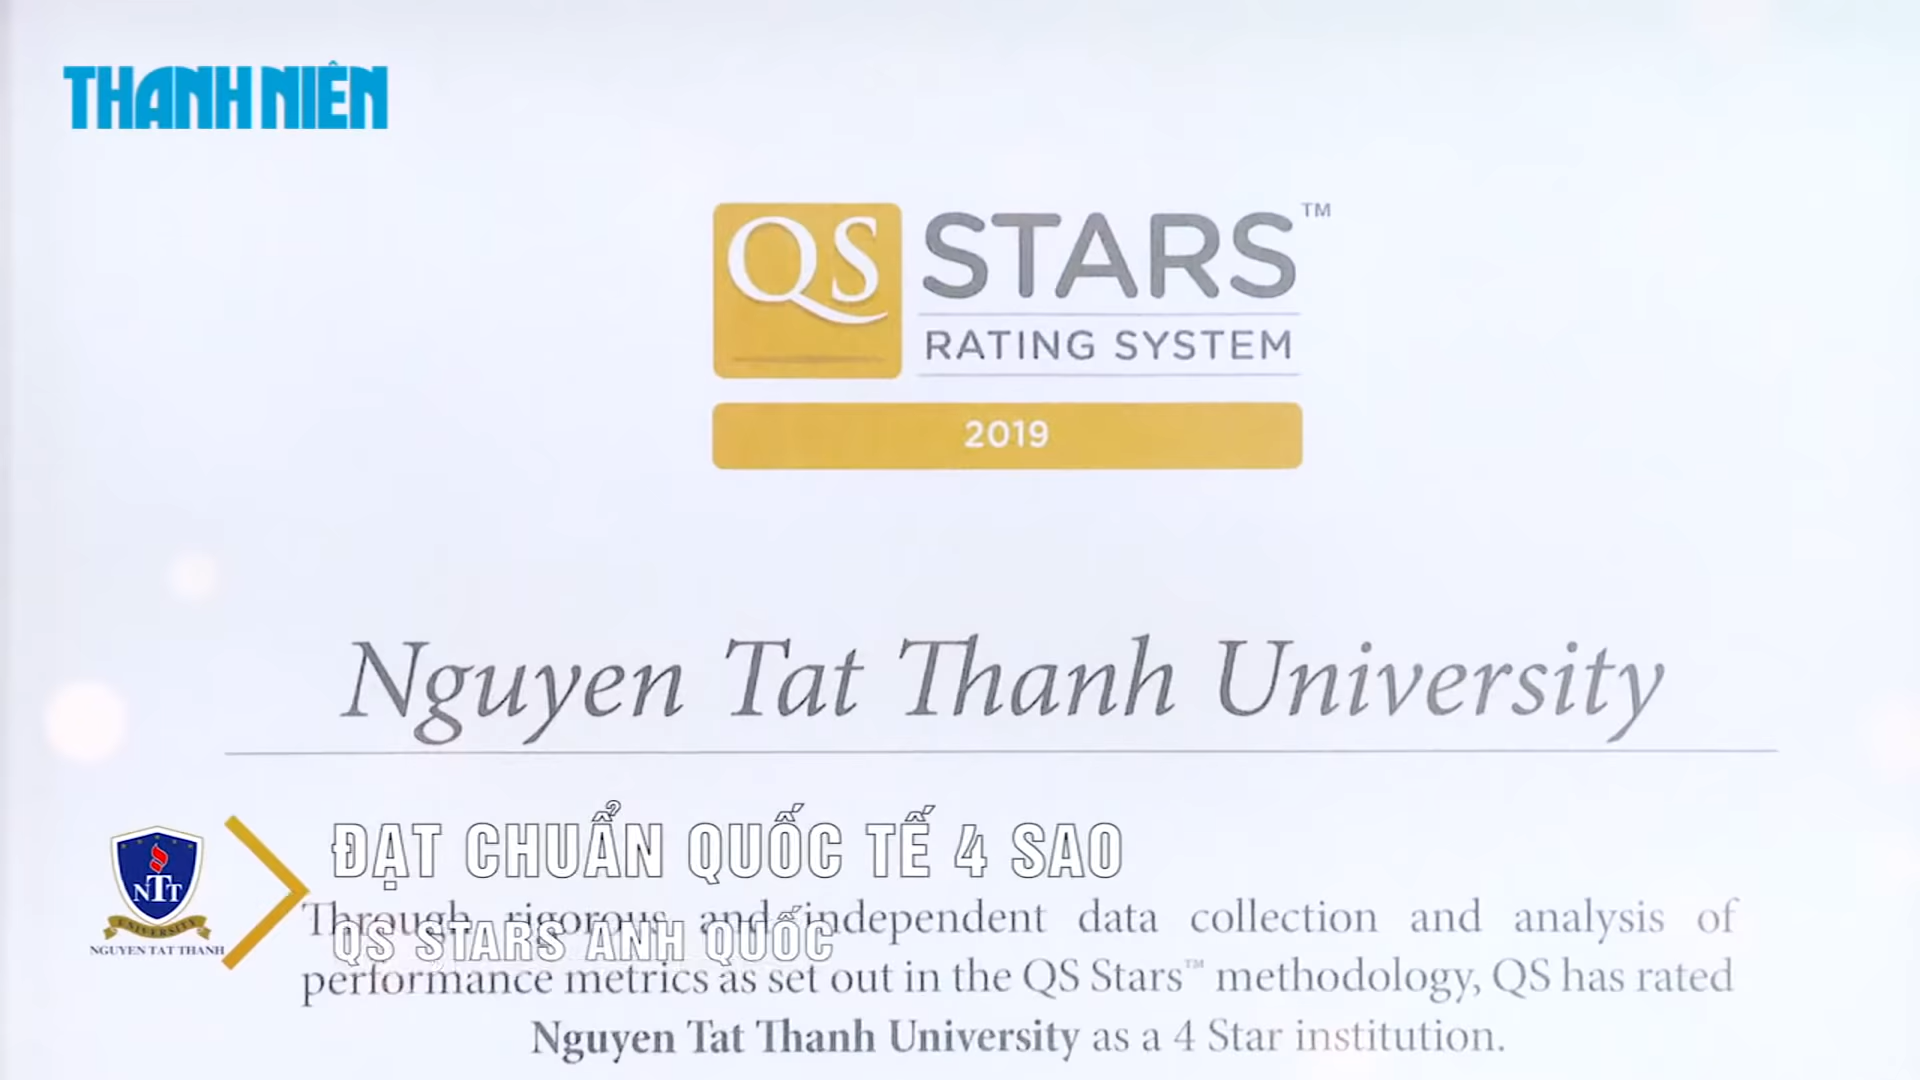 THANH NIÊN
QS STARS™
RATING SYSTEM
2019
Nguyen Tat Thanh University
ĐẠT CHUẨN QUỐC TẾ 4 SAO
QS STARS ANH QUỐC
NTT
UNIVERSITY
NGUYEN TAT THANH
Through rigorous and independent data collection and analysis of
performance metrics as set out in the QS Stars™ methodology, QS has rated
Nguyen Tat Thanh University as a 4 Star institution.